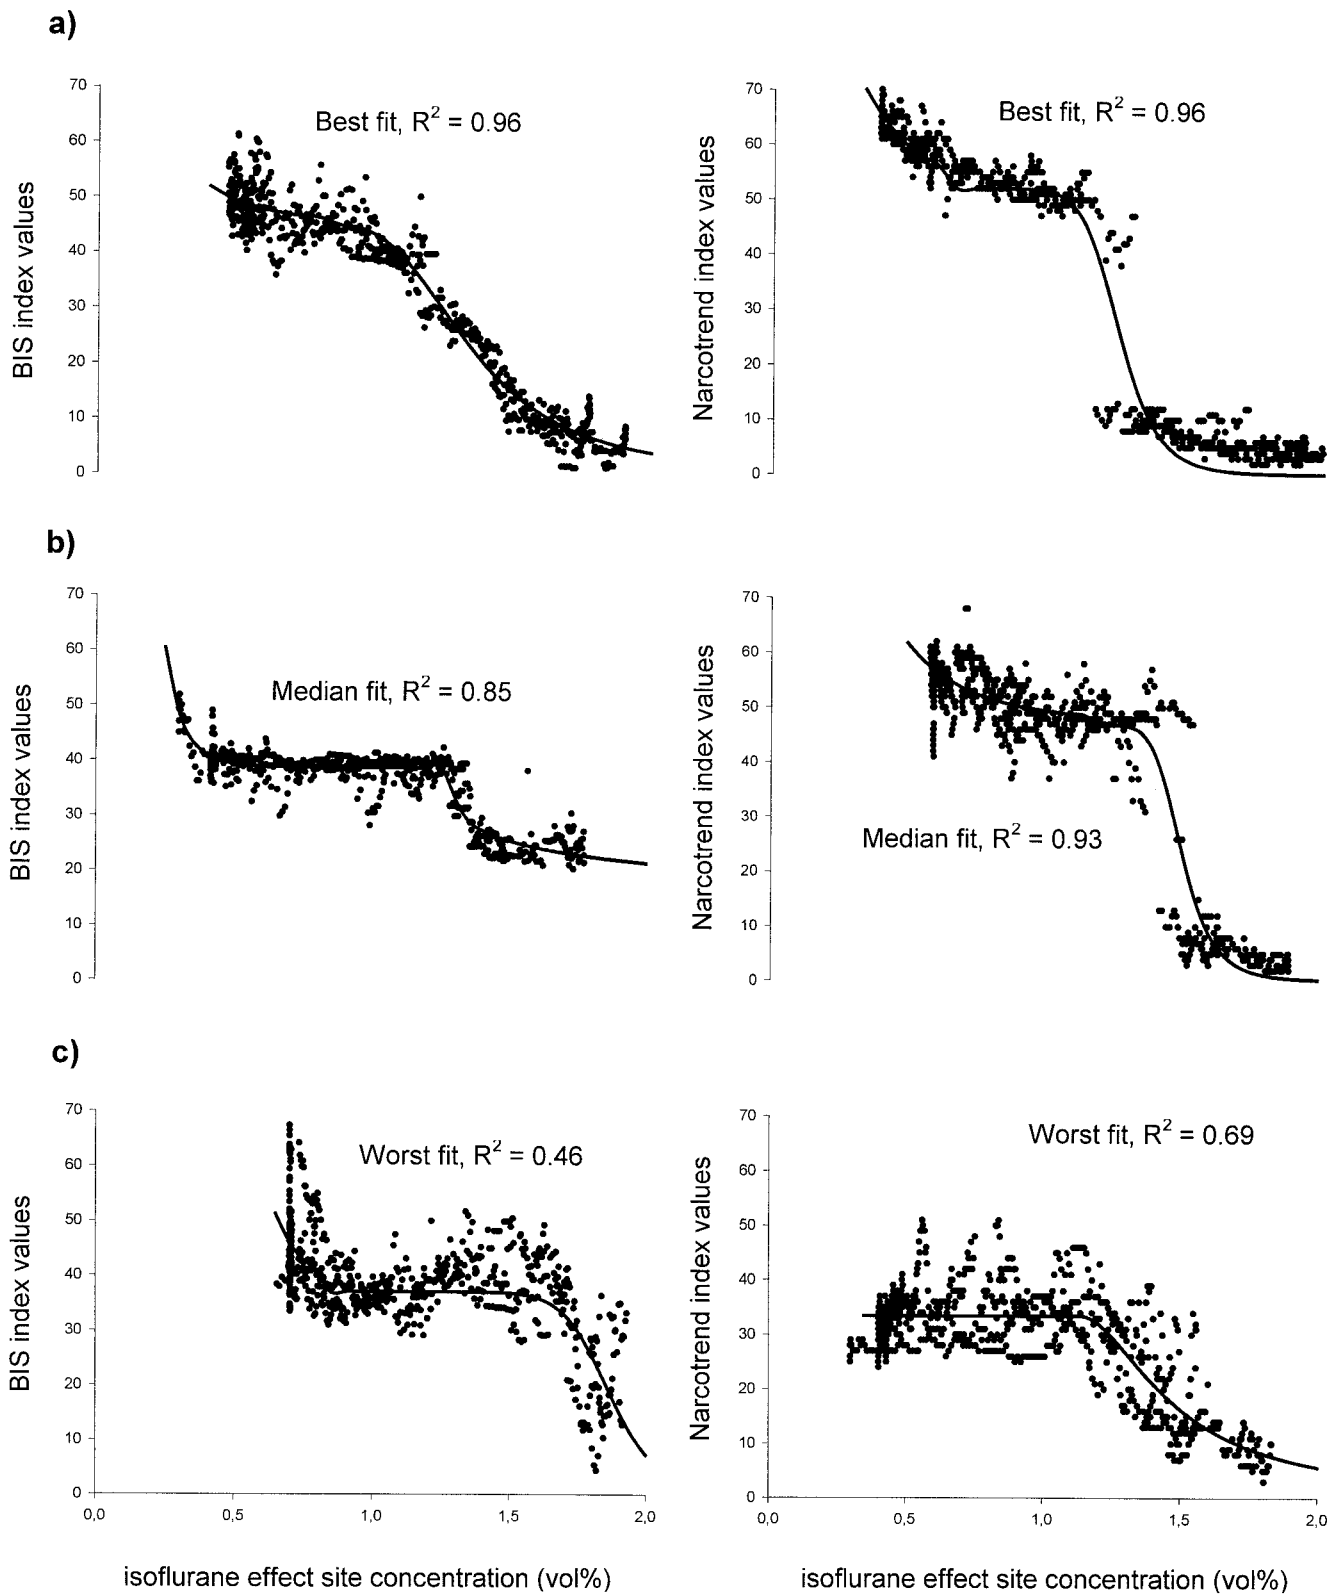 a)
70
60
50
40
30
20
10
0
BIS index values
Best fit, R² = 0.96
70
60
50
40
30
20
10
0
Narcotrend index values
Best fit, R² = 0.96
b)
70
60
50
40
30
20
10
0
BIS index values
Median fit, R² = 0.85
70
60
50
40
30
20
10
0
Narcotrend index values
Median fit, R² = 0.93
c)
70
60
50
40
30
20
10
0
BIS index values
Worst fit, R² = 0.46
0,0 0,5 1,0 1,5 2,0
isoflurane effect site concentration (vol%)
70
60
50
40
30
20
10
0
Narcotrend index values
Worst fit, R² = 0.69
0,0 0,5 1,0 1,5 2,0
isoflurane effect site concentration (vol%)